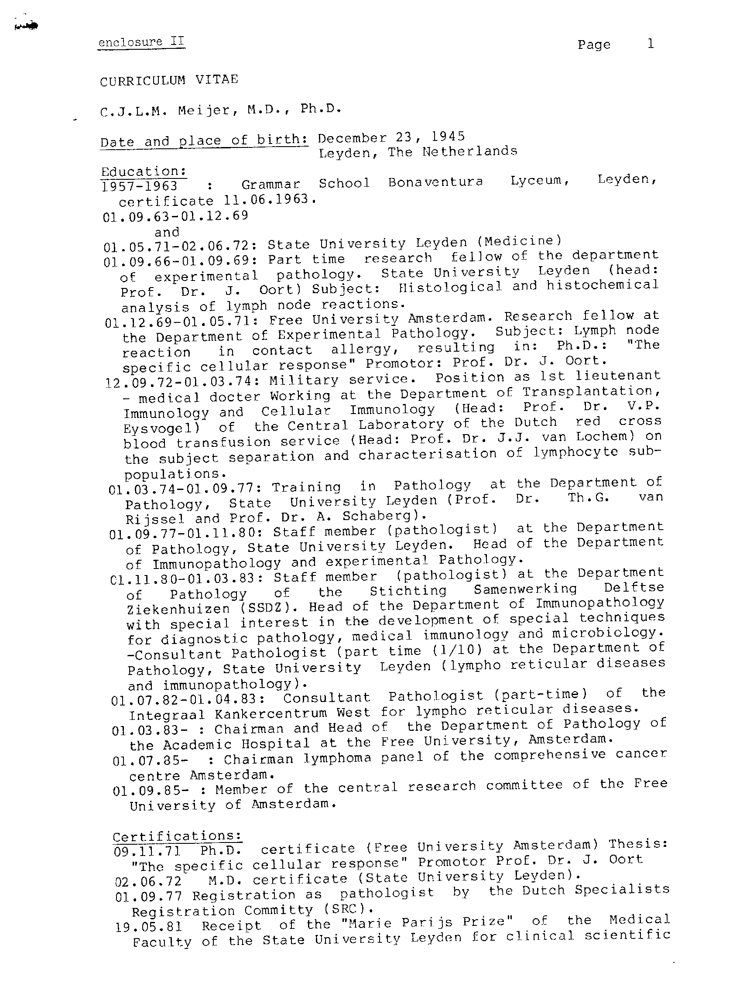 enclosure II
Page 1
CURRICULUM VITAE
C.J.L.M. Meijer, M.D., Ph.D.
Date and place of birth: December 23, 1945
Leyden, The Netherlands
Education:
1957-1963 : Grammar School Bonaventura Lyceum, Leyden,
certificate 11.06.1963.
01.09.63-01.12.69
and
01.05.71-02.06.72: State University Leyden (Medicine)
01.09.66-01.09.69: Part time research fellow of the department
of experimental pathology. State University Leyden (head:
Prof. Dr. J. Oort) Subject: Histological and histochemical
analysis of lymph node reactions.
01.12.69-01.05.71: Free University Amsterdam. Research fellow at
the Department of Experimental Pathology. Subject: Lymph node
reaction in contact allergy, resulting in: Ph.D.: "The
specific cellular response" Promotor: Prof. Dr. J. Oort.
12.09.72-01.03.74: Military service. Position as 1st lieutenant
- medical docter Working at the Department of Transplantation,
Immunology and Cellular Immunology (Head: Prof. Dr. V.P.
Eysvogel) of the Central Laboratory of the Dutch red cross
blood transfusion service (Head: Prof. Dr. J.J. van Lochem) on
the subject separation and characterisation of lymphocyte sub-
populations.
01.03.74-01.09.77: Training in Pathology at the Department of
Pathology, State University Leyden (Prof. Dr. Th.G. van
Rijssel and Prof. Dr. A. Schaberg).
01.09.77-01.11.80: Staff member (pathologist) at the Department
of Pathology, State University Leyden. Head of the Department
of Immunopathology and experimental Pathology.
01.11.80-01.03.83: Staff member (pathologist) at the Department
of Pathology of the Stichting Samenwerking Delftse
Ziekenhuizen (SSDZ). Head of the Department of Immunopathology
with special interest in the development of special techniques
for diagnostic pathology, medical immunology and microbiology.
-Consultant Pathologist (part time (1/10) at the Department of
Pathology, State University Leyden (lympho reticular diseases
and immunopathology).
01.07.82-01.04.83: Consultant Pathologist (part-time) of the
Integraal Kankercentrum West for lympho reticular diseases.
01.03.83- : Chairman and Head of the Department of Pathology of
the Academic Hospital at the Free University, Amsterdam.
01.07.85- : Chairman lymphoma panel of the comprehensive cancer
centre Amsterdam.
01.09.85- : Member of the central research committee of the Free
University of Amsterdam.
Certifications:
09.11.71 Ph.D. certificate (Free University Amsterdam) Thesis:
"The specific cellular response" Promotor Prof. Dr. J. Oort
02.06.72 M.D. certificate (State University Leyden).
01.09.77 Registration as pathologist by the Dutch Specialists
Registration Committy (SRC).
19.05.81 Receipt of the "Marie Parijs Prize" of the Medical
Faculty of the State University Leyden for clinical scientific